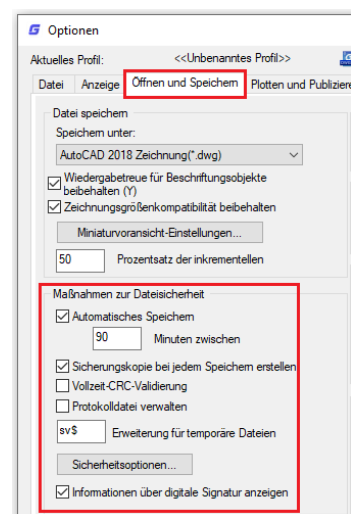 Optionen
Aktuelles Profil: <<Unbenanntes Profil>>
Datei Anzeige Öffnen und Speichern Plotten und Publiziere
Datei speichern
Speichern unter:
AutoCAD 2018 Zeichnung(*.dwg)
Wiedergabetreue für Beschriftungsobjekte
beibehalten (Y)
Zeichnungsgrößenkompatibilität beibehalten
Miniaturvoransicht-Einstellungen...
50 Prozentsatz der inkrementellen
Maßnahmen zur Dateisicherheit
Automatisches Speichern
90 Minuten zwischen
Sicherungskopie bei jedem Speichern erstellen
Vollzeit-CRC-Validierung
Protokolldatei verwalten
sv$ Erweiterung für temporäre Dateien
Sicherheitsoptionen...
Informationen über digitale Signatur anzeigen